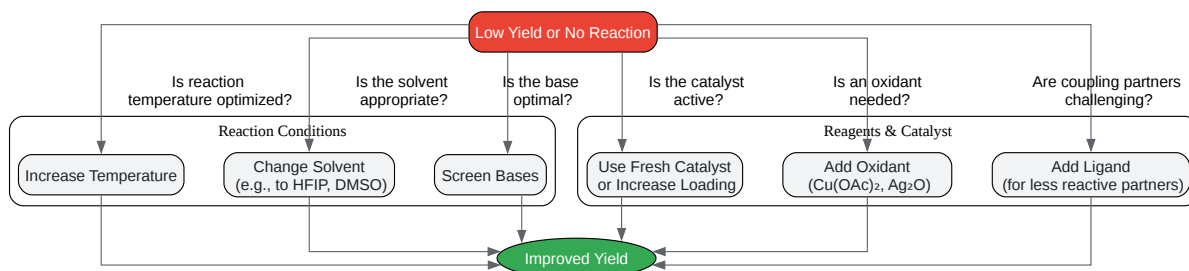 Low Yield or No Reaction
Is reaction
temperature optimized?
Is the solvent
appropriate?
Is the base
optimal?
Is the catalyst
active?
Is an oxidant
needed?
Are coupling partners
challenging?
Reaction Conditions
Reagents & Catalyst
Increase Temperature
Change Solvent
(e.g., to HFIP, DMSO)
Screen Bases
Use Fresh Catalyst
or Increase Loading
Add Oxidant
(Cu(OAc)₂, Ag₂O)
Add Ligand
(for less reactive partners)
Improved Yield